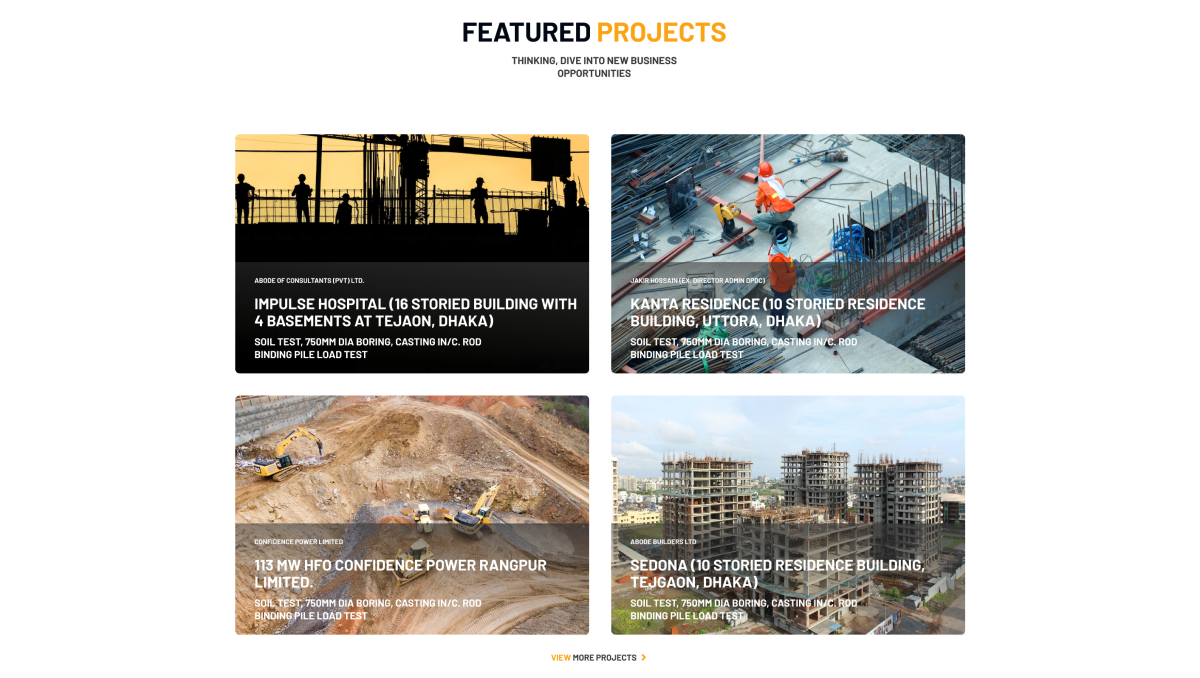 FEATURED PROJECTS
THINKING, DIVE INTO NEW BUSINESS
OPPORTUNITIES
ABODE OF CONSULTANTS (PVT) LTD.
IMPULSE HOSPITAL (16 STORIED BUILDING WITH
4 BASEMENTS AT TEJAON, DHAKA)
SOIL TEST, 750MM DIA BORING, CASTING IN/C. ROD
BINDING PILE LOAD TEST
JAKIR HOSSAIN (EX. DIRECTOR ADMIN DPDC)
KANTA RESIDENCE (10 STORIED RESIDENCE
BUILDING, UTTORA, DHAKA)
SOIL TEST, 750MM DIA BORING, CASTING IN/C. ROD
BINDING PILE LOAD TEST
CONFIDENCE POWER LIMITED
113 MW HFO CONFIDENCE POWER RANGPUR
LIMITED.
SOIL TEST, 750MM DIA BORING, CASTING IN/C. ROD
BINDING PILE LOAD TEST
ABODE BUILDERS LTD
SEDONA (10 STORIED RESIDENCE BUILDING,
TEJGAON, DHAKA)
SOIL TEST, 750MM DIA BORING, CASTING IN/C. ROD
BINDING PILE LOAD TEST
VIEW MORE PROJECTS